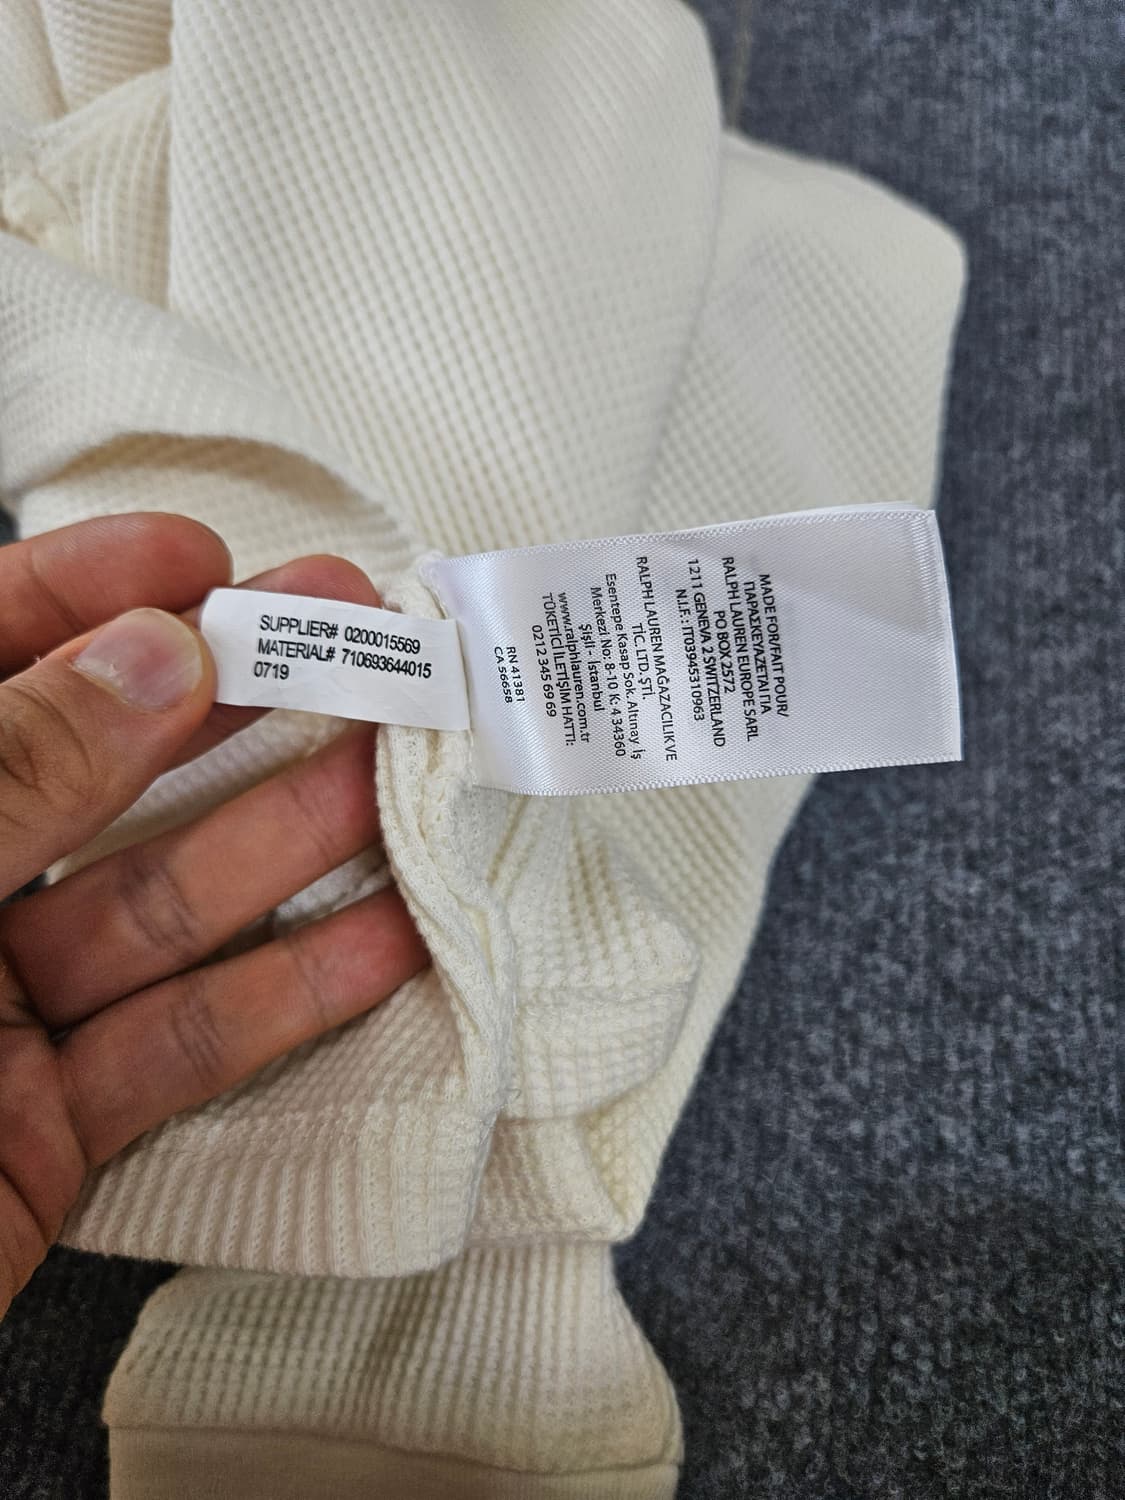 SUPPLIER# 0200015569
MATERIAL# 710693644015
0719
MADE FOR/FAIT POUR/
ΠΑΡΑΣΚΕΥΑΖΕΤΑΙ ΓΙΑ
RALPH LAUREN EUROPE SARL
PO BOX 2572
1211 GENEVA 2 SWITZERLAND
N.I.F.: IT03945310963
RALPH LAUREN MAĞAZACILIK VE
TİC. LTD. ŞTİ.
Esentepe Kasap Sok. Altınay İş
Merkezi No: 8-10 K: 4 34360
Şişli - İstanbul
www.ralphlauren.com.tr
TÜKETİCİ İLETİŞİM HATTI:
0212 345 69 69
RN 41381
CA 56658